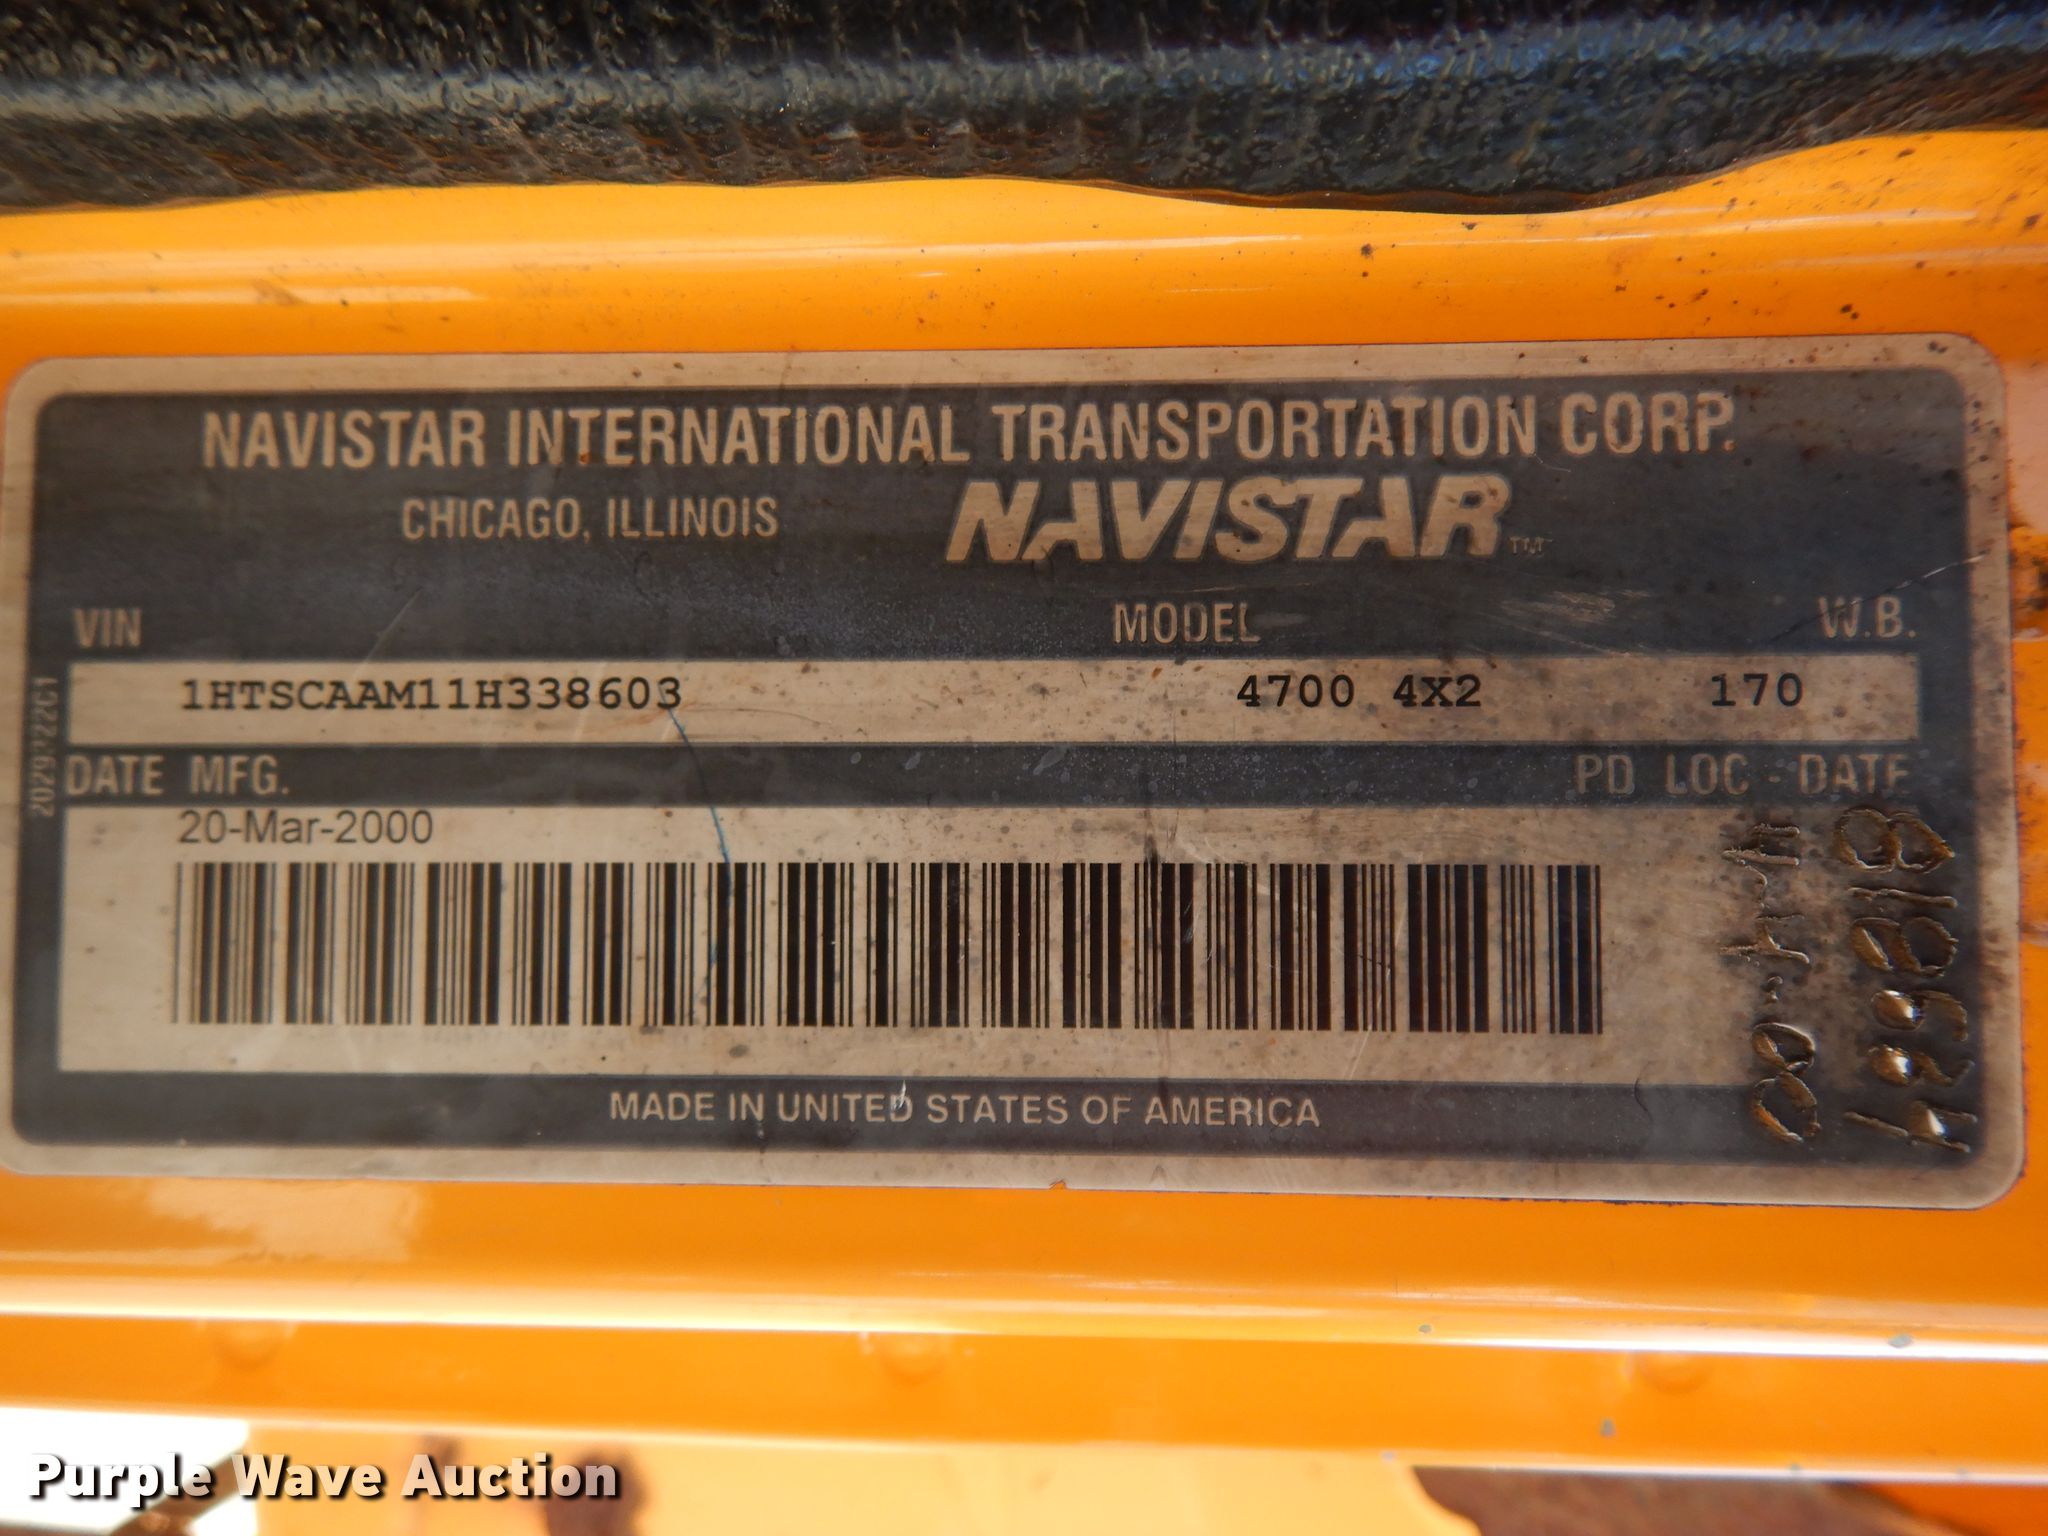 NAVISTAR INTERNATIONAL TRANSPORTATION CORP.
CHICAGO, ILLINOIS NAVISTAR™
VIN MODEL W.B.
1HTSCAAM11H338603 4700 4X2 170
DATE MFG. PD LOC - DATE
20-Mar-2000
MADE IN UNITED STATES OF AMERICA
Purple Wave Auction